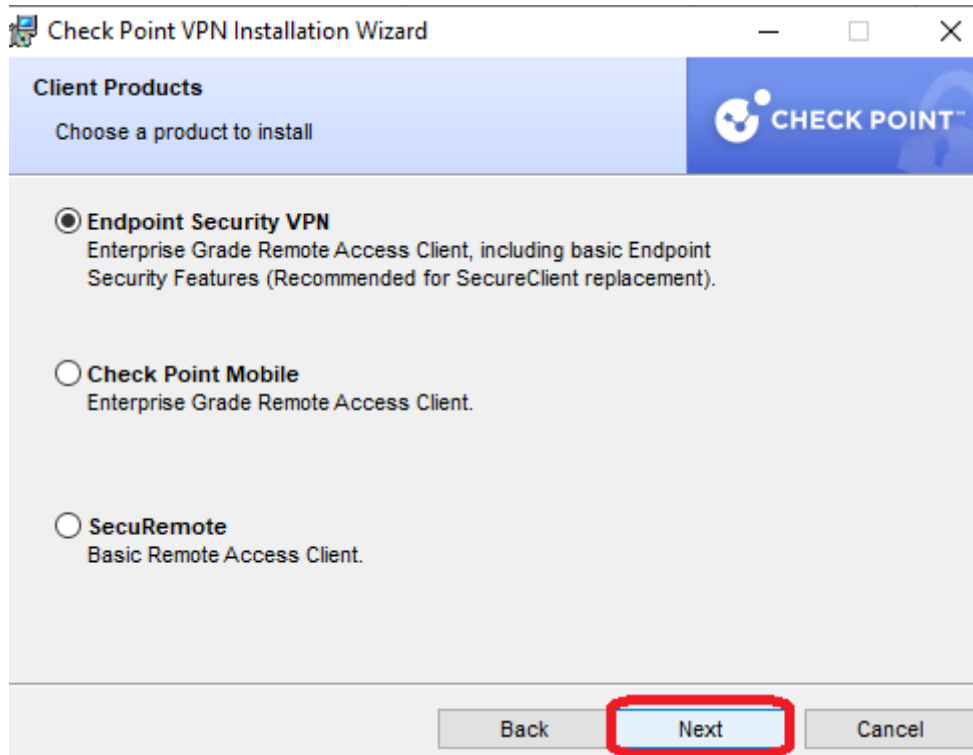 Check Point VPN Installation Wizard
Client Products
Choose a product to install
CHECK POINT™
Endpoint Security VPN
Enterprise Grade Remote Access Client, including basic Endpoint
Security Features (Recommended for SecureClient replacement).
Check Point Mobile
Enterprise Grade Remote Access Client.
SecuRemote
Basic Remote Access Client.
Back
Next
Cancel